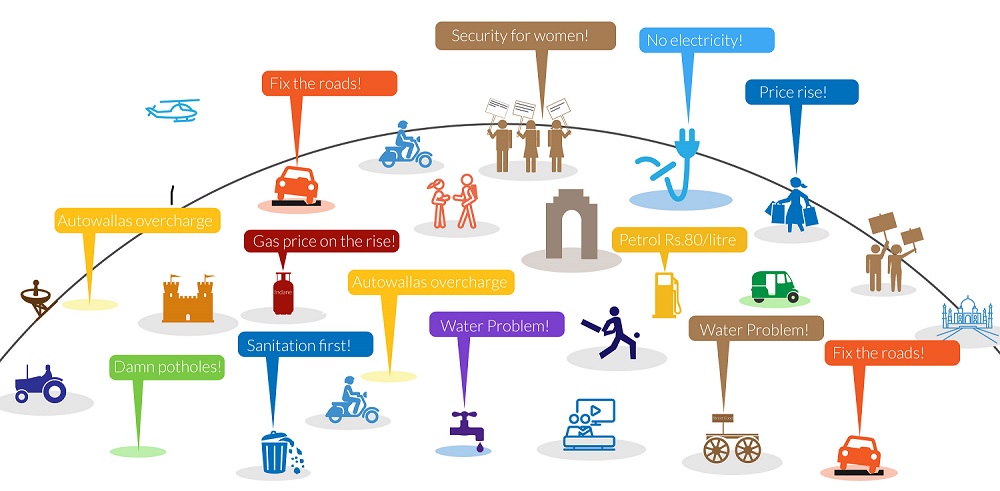 Security for women!
No electricity!
Fix the roads!
Price rise!
Autowallas overcharge
Gas price on the rise!
Petrol Rs.80/litre
Autowallas overcharge
Indane
Water Problem!
Water Problem!
Sanitation first!
Fix the roads!
Damn potholes!